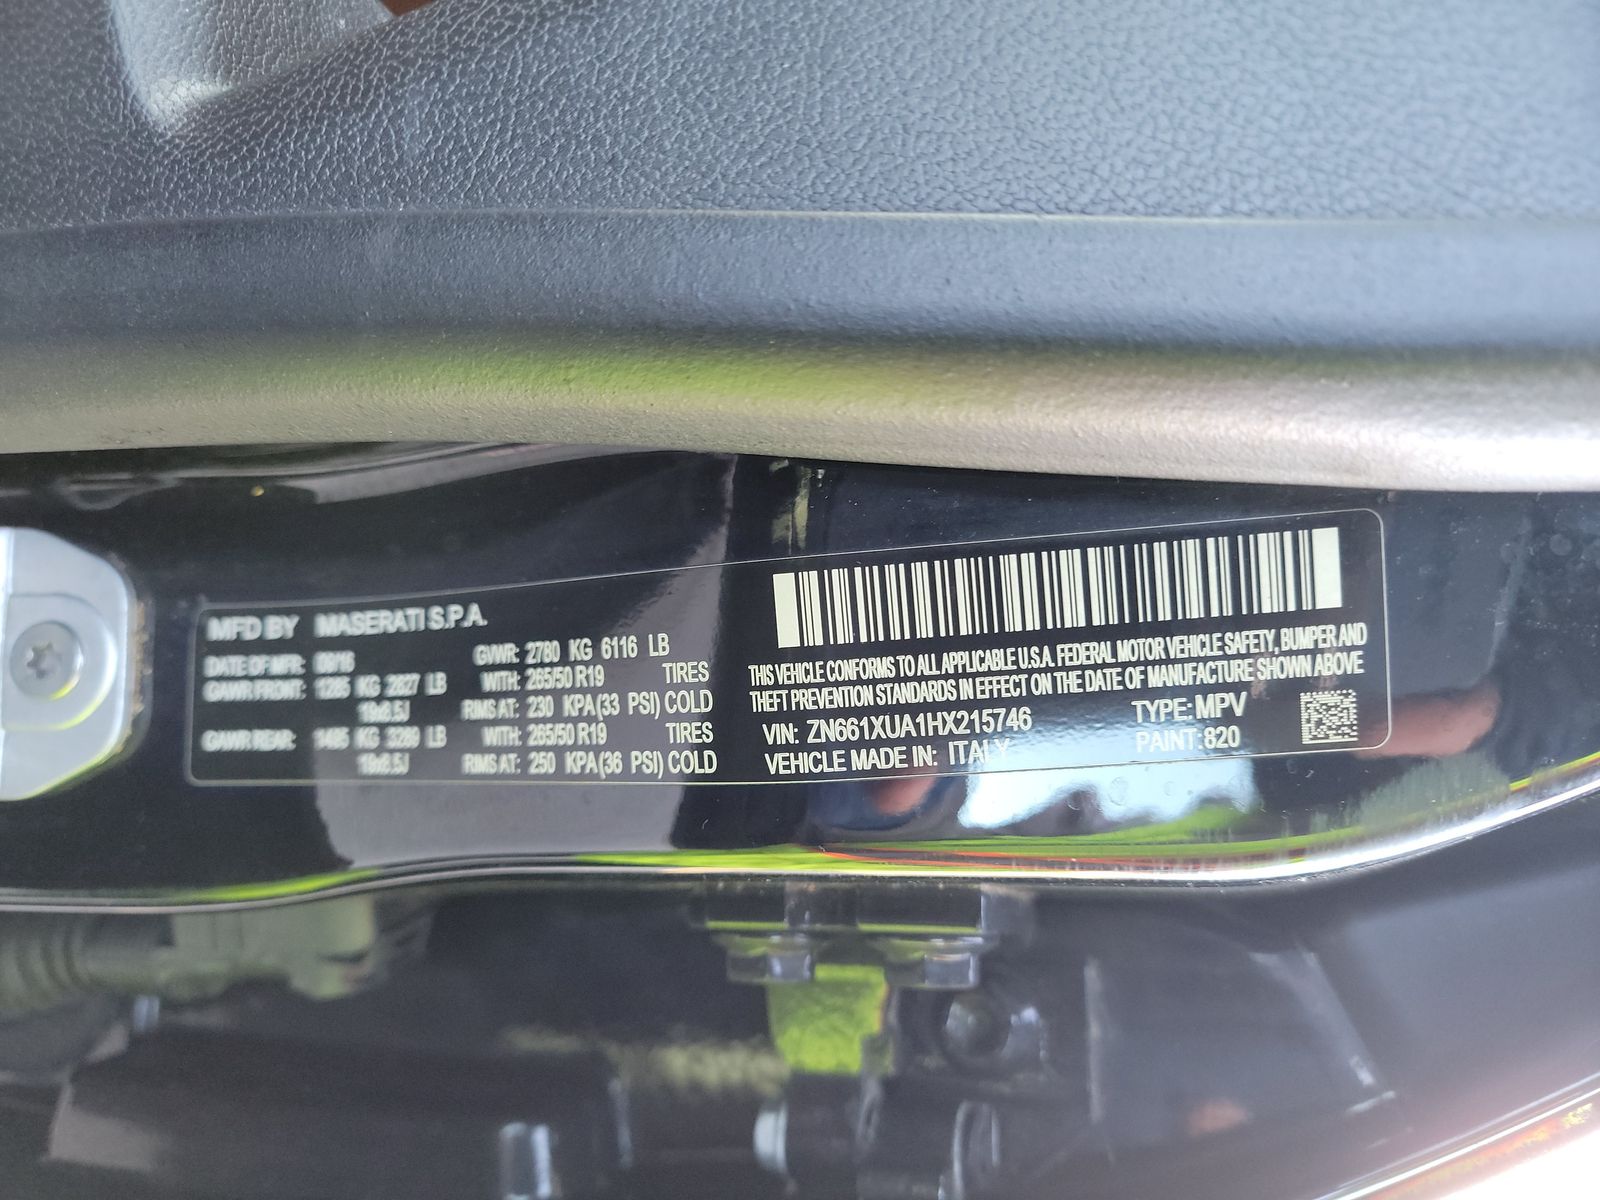 MFD BY MASERATI S.P.A.
DATE OF MFR: 09/16 GVWR: 2780 KG 6116 LB
GAWR FRONT: 1285 KG 2827 LB WITH: 265/50 R19 TIRES
19x8.5J RIMS AT: 230 KPA(33 PSI) COLD
GAWR REAR: 1495 KG 3289 LB WITH: 265/50 R19 TIRES
19x8.5J RIMS AT: 250 KPA(36 PSI) COLD
THIS VEHICLE CONFORMS TO ALL APPLICABLE U.S.A. FEDERAL MOTOR VEHICLE SAFETY, BUMPER AND
THEFT PREVENTION STANDARDS IN EFFECT ON THE DATE OF MANUFACTURE SHOWN ABOVE
VIN: ZN661XUA1HX215746 TYPE: MPV
VEHICLE MADE IN: ITALY PAINT: 820